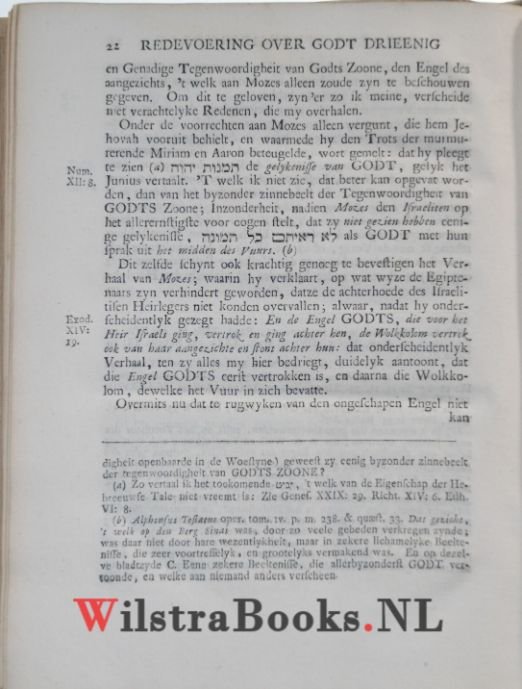 22 REDEVOERING OVER GODT DRIEENIG
en Genadige Tegenwoordigheit van Godts Zoone, den Engel des
aangezichts, 't welk aan Mozes alleen zoude zyn te beschouwen
gegeven. Om dit te geloven, zyn'er zo ik meine, verscheide
niet verachtelyke Redenen, die my overhalen.
Onder de voorrechten aan Mozes alleen vergunt, die hem Je-
hovah vooruit behielt, en waarmede hy den Trots der murmu-
rerende Miriam en Aaron beteugelde, wort gemelt: dat hy pleegt
Num.
XII: 8.
te zien (a) תמונות יהוה de gelykenisse van GODT, gelyk het
Junius vertaalt. 'T welk ik niet zie, dat beter kan opgevat wor-
den, dan van het byzonder zinnebeelt der Tegenwoordigheit van
GODTS Zoone; Inzonderheit, nadien Mozes den Israeliten op
het allerernstigste voor oogen stelt, dat zy niet gezien hebben eeni-
ge gelykenisse, לא ראיתם כל תמונה als GODT met hun
sprak uit het midden des Vuurs. (b)
Dit zelfde schynt ook krachtig genoeg te bevestigen het Ver-
haal van Mozes; waarin hy verklaart, op wat wyze de Egipte-
naars zyn verhindert geworden, datze de achterhoede des Israeli-
tisen Heirlegers niet konden overvallen; alwaar, nadat hy onder-
Exod.
XIV:
19.
scheidentlyk gezegt hadde: En de Engel GODTS, die voor het
Heir Israels ging, vertrok en ging achter hen, de Wolkkolom vertrok
ook van haar aangezichte en stont achter hun: dat onderscheidentlyk
Verhaal, ten zy alles my hier bedriegt, duidelyk aantoont, dat
die Engel GODTS eerst vertrokken is, en daarna die Wolkko-
lom, dewelke het Vuur in zich bevatte.
Overmits nu dat te rugwyken van den ongeschapen Engel niet
kan
digheit openbaarde in de Woestyne) geweest zy eenig byzonder zinnebeelt
der tegenwoordigheit van GODTS ZOONE?
(a) Zo vertaal ik het toekomende יביט, 't welk van de Eigenschap der He-
breeuwse Tale niet vreemt is: Zie Genes. XXIX: 29. Richt. XIV: 6. Esth.
VI: 8.
(b) Alphonsus Tostatus oper. tom. iv. p. m. 238. & quæst. 33. Dat gezicht,
't welk op den Berg Sinai was, door zo veele gebeden verkregen zynde;
was daar niet door hare wezentlykheit, maar in zekere lichamelyke Beelte-
nisse, die zeer voortreffelyk, en grootelyks vermakend was. En op dezel-
ve bladtzyde C. Eene zekere Beeltenisse, die allerbyzonderst GODT ver-
toonde, en welke aan niemand anders verscheen
WilstraBooks.NL